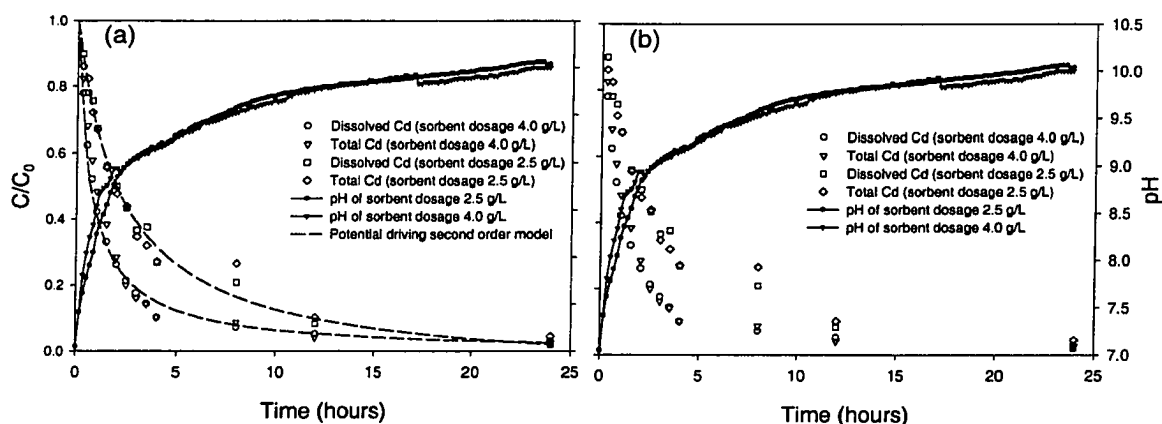 (a)
1.0
0.8
0.6
0.4
0.2
0.0
C/C0
Dissolved Cd (sorbent dosage 4.0 g/L)
Total Cd (sorbent dosage 4.0 g/L)
Dissolved Cd (sorbent dosage 2.5 g/L)
Total Cd (sorbent dosage 2.5 g/L)
pH of sorbent dosage 2.5 g/L
pH of sorbent dosage 4.0 g/L
Potential driving second order model
0 5 10 15 20 25
Time (hours)
(b)
Dissolved Cd (sorbent dosage 4.0 g/L)
Total Cd (sorbent dosage 4.0 g/L)
Dissolved Cd (sorbent dosage 2.5 g/L)
Total Cd (sorbent dosage 2.5 g/L)
pH of sorbent dosage 2.5 g/L
pH of sorbent dosage 4.0 g/L
10.5
10.0
9.5
9.0
8.5
8.0
7.5
7.0
pH
0 5 10 15 20 25
Time (hours)